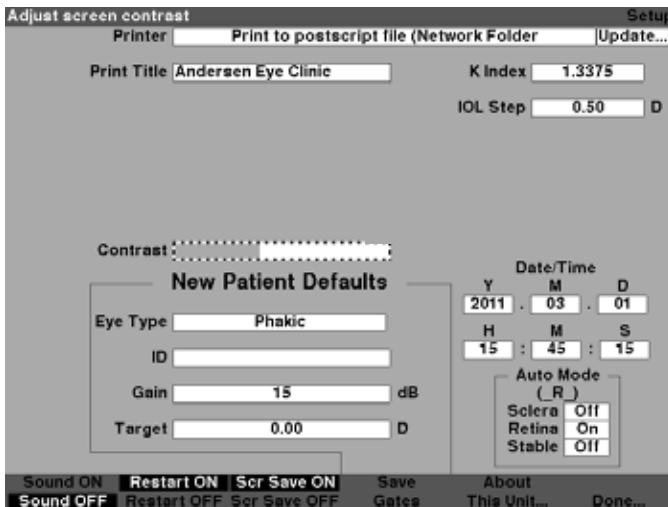 Adjust screen contrast Setup
Printer Print to postscript file (Network Folder Update...
Print Title Andersen Eye Clinic K Index 1.3375
IOL Step 0.50 D
Contrast
New Patient Defaults
Date/Time
Y M D
2011 . 03 . 01
Eye Type Phakic
H M S
15 : 45 : 15
ID
Auto Mode
(_R_)
Gain 15 dB
Sclera Off
Retina On
Target 0.00 D
Stable Off
Sound ON Restart ON Scr Save ON Save About
Sound OFF Restart OFF Scr Save OFF Gates This Unit... Done...